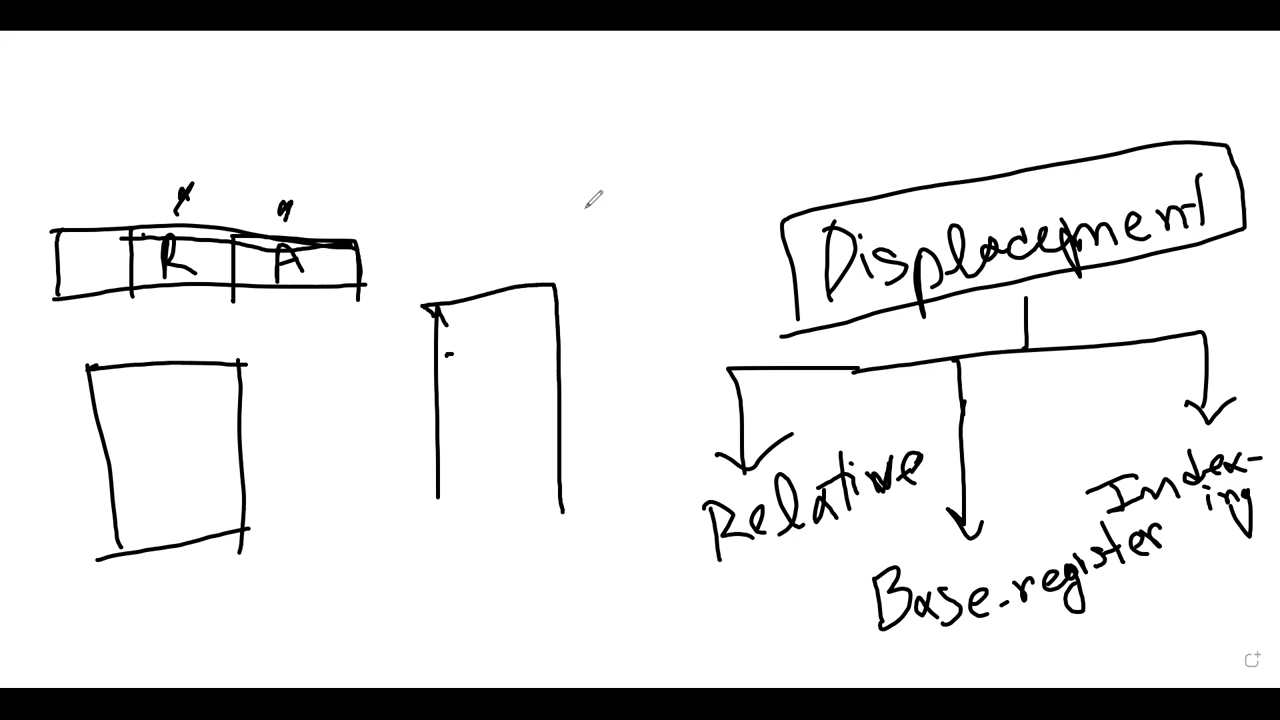 R A
Displacement
Relative
Base-register
Index-
ing